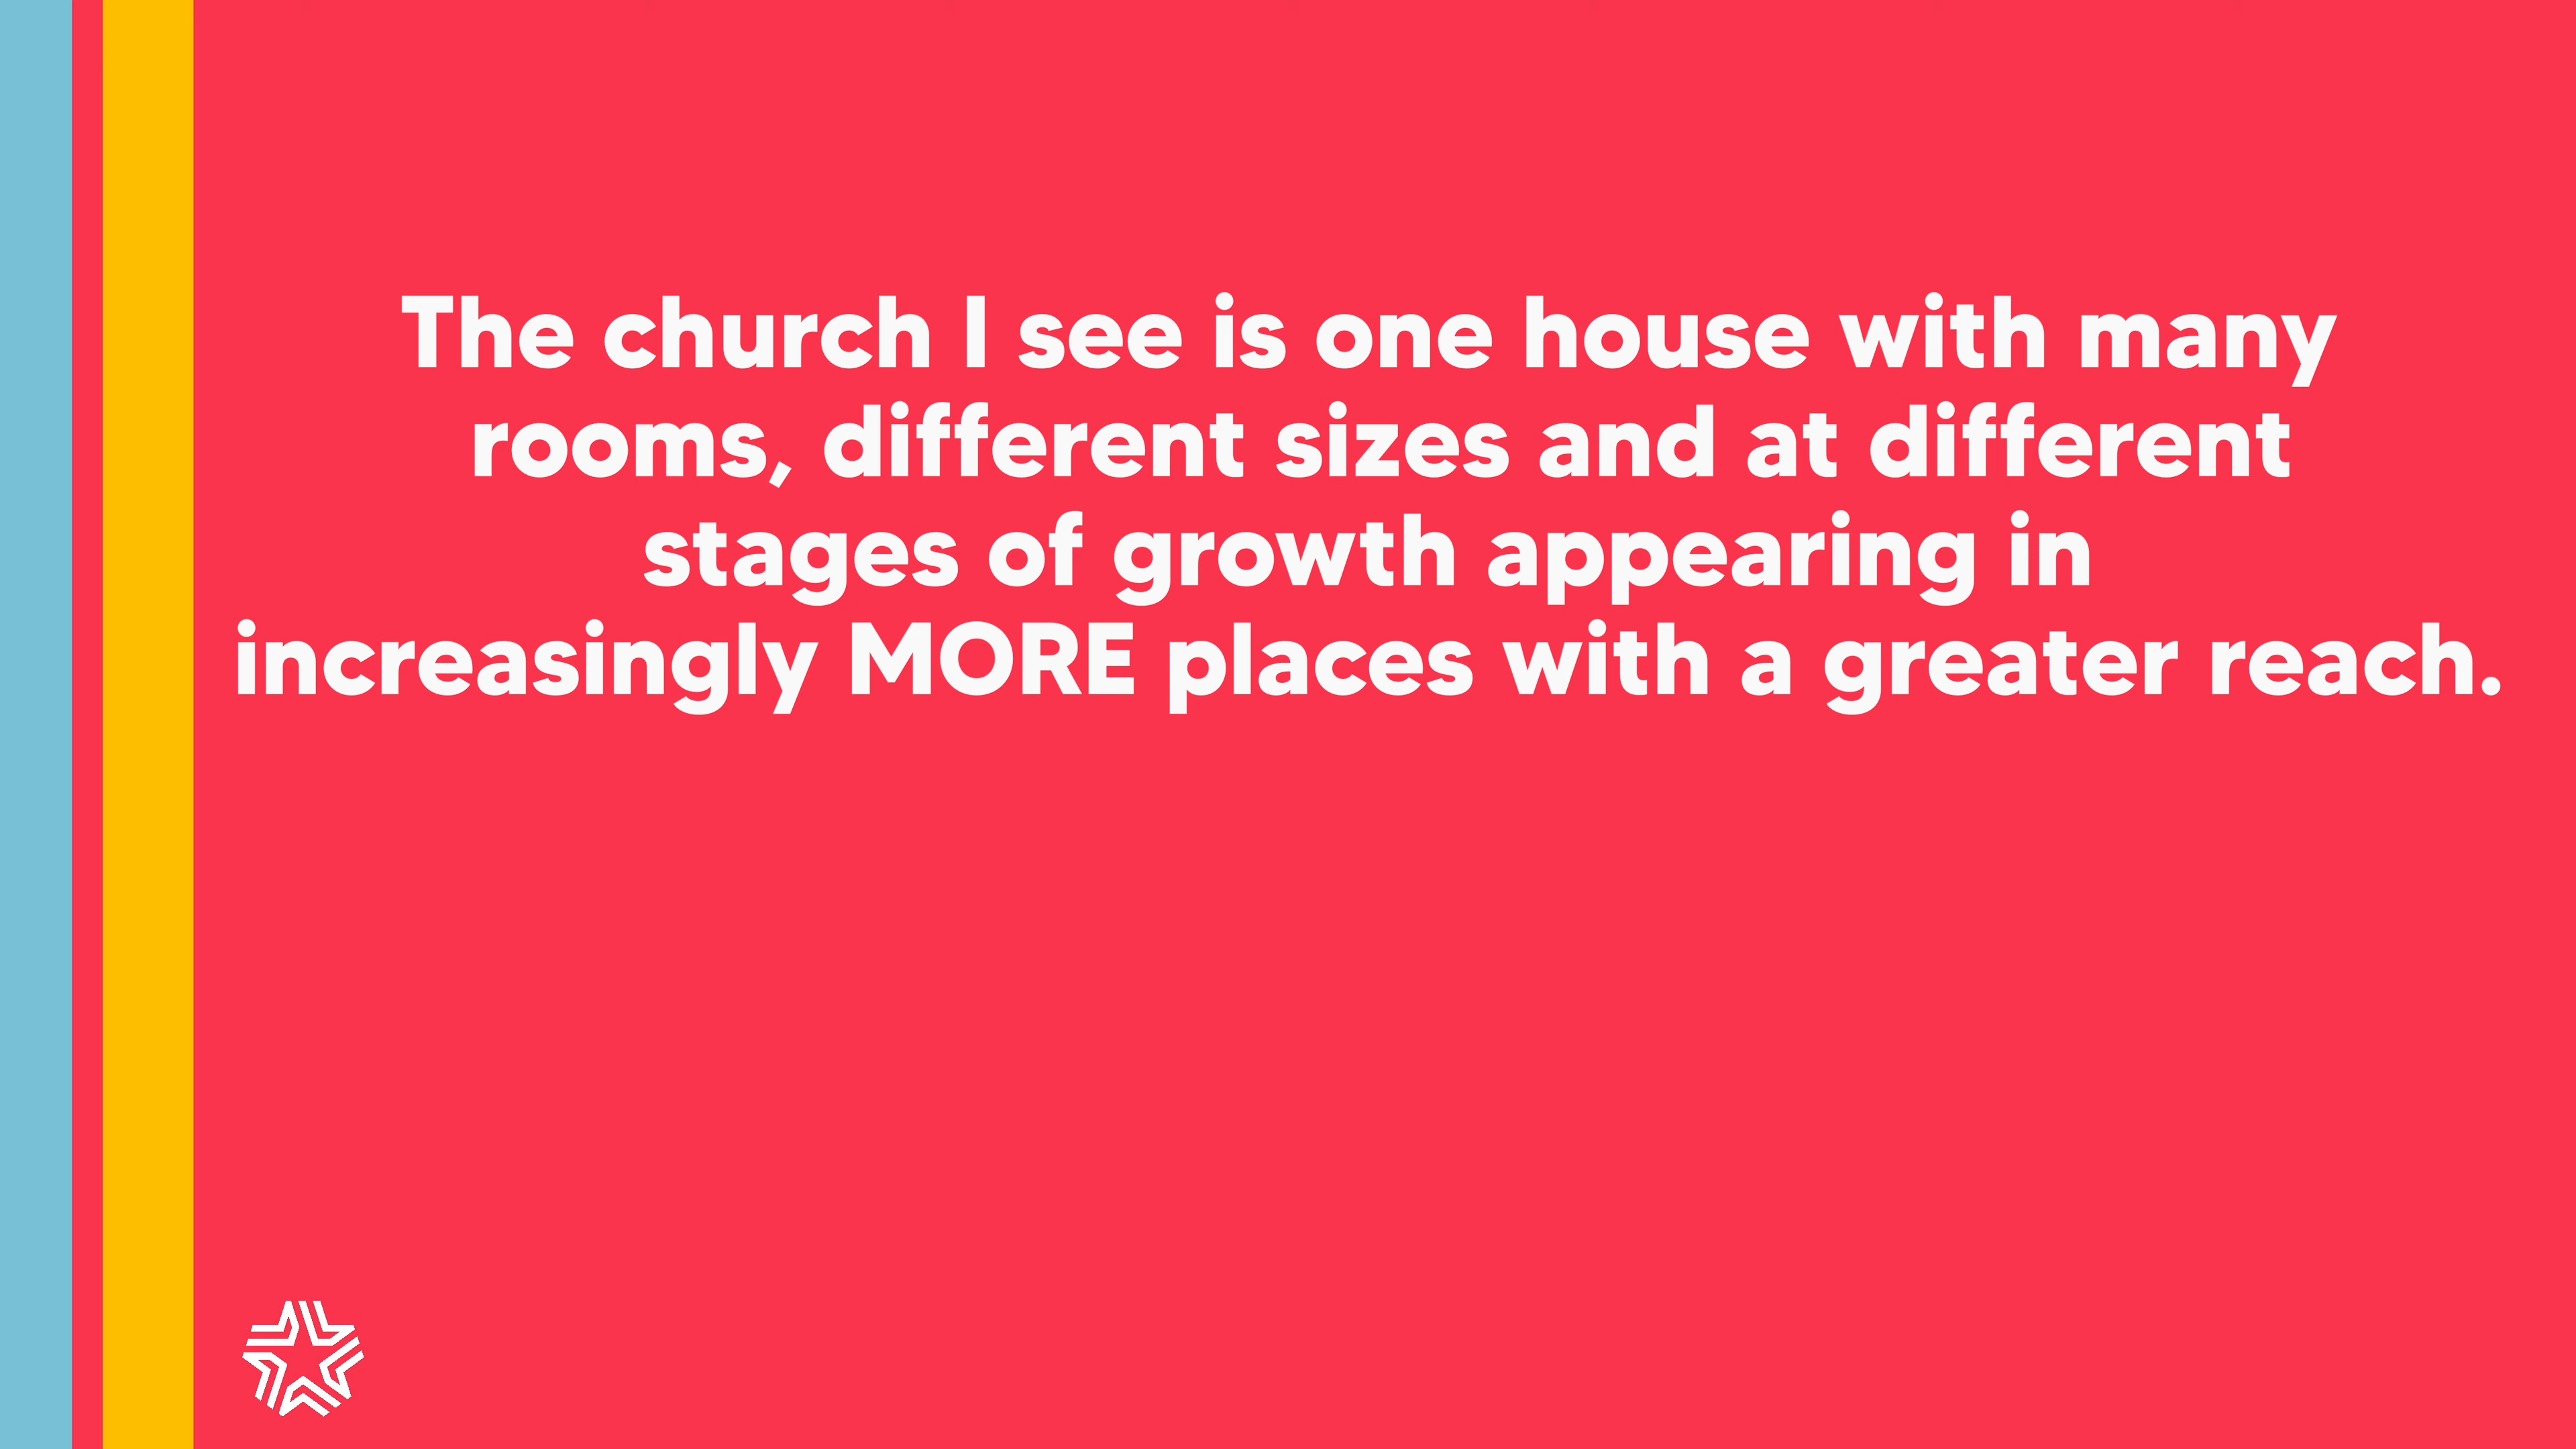 The church I see is one house with many
rooms, different sizes and at different
stages of growth appearing in
increasingly MORE places with a greater reach.